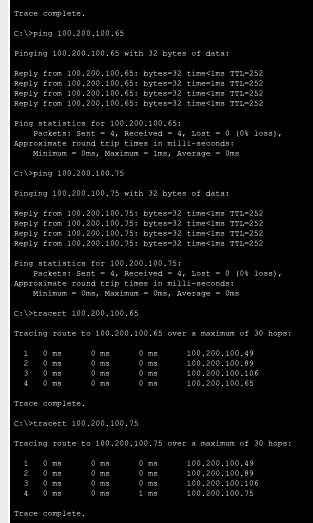 Trace complete.
C:\>ping 100.200.100.65
Pinging 100.200.100.65 with 32 bytes of data:
Reply from 100.200.100.65: bytes=32 time<1ms TTL=252
Reply from 100.200.100.65: bytes=32 time=1ms TTL=252
Reply from 100.200.100.65: bytes=32 time<1ms TTL=252
Reply from 100.200.100.65: bytes=32 time<1ms TTL=252
Ping statistics for 100.200.100.65:
Packets: Sent = 4, Received = 4, Lost = 0 (0% loss),
Approximate round trip times in milli-seconds:
Minimum = 0ms, Maximum = 1ms, Average = 0ms
C:\>ping 100.200.100.75
Pinging 100.200.100.75 with 32 bytes of data:
Reply from 100.200.100.75: bytes=32 time<1ms TTL=252
Reply from 100.200.100.75: bytes=32 time<1ms TTL=252
Reply from 100.200.100.75: bytes=32 time<1ms TTL=252
Reply from 100.200.100.75: bytes=32 time<1ms TTL=252
Ping statistics for 100.200.100.75:
Packets: Sent = 4, Received = 4, Lost = 0 (0% loss),
Approximate round trip times in milli-seconds:
Minimum = 0ms, Maximum = 0ms, Average = 0ms
C:\>tracert 100.200.100.65
Tracing route to 100.200.100.65 over a maximum of 30 hops:
1 0 ms 0 ms 0 ms 100.200.100.49
2 0 ms 0 ms 0 ms 100.200.100.89
3 0 ms 0 ms 0 ms 100.200.100.106
4 0 ms 0 ms 0 ms 100.200.100.65
Trace complete.
C:\>tracert 100.200.100.75
Tracing route to 100.200.100.75 over a maximum of 30 hops:
1 0 ms 0 ms 0 ms 100.200.100.49
2 0 ms 0 ms 0 ms 100.200.100.89
3 0 ms 0 ms 0 ms 100.200.100.106
4 0 ms 0 ms 1 ms 100.200.100.75
Trace complete.